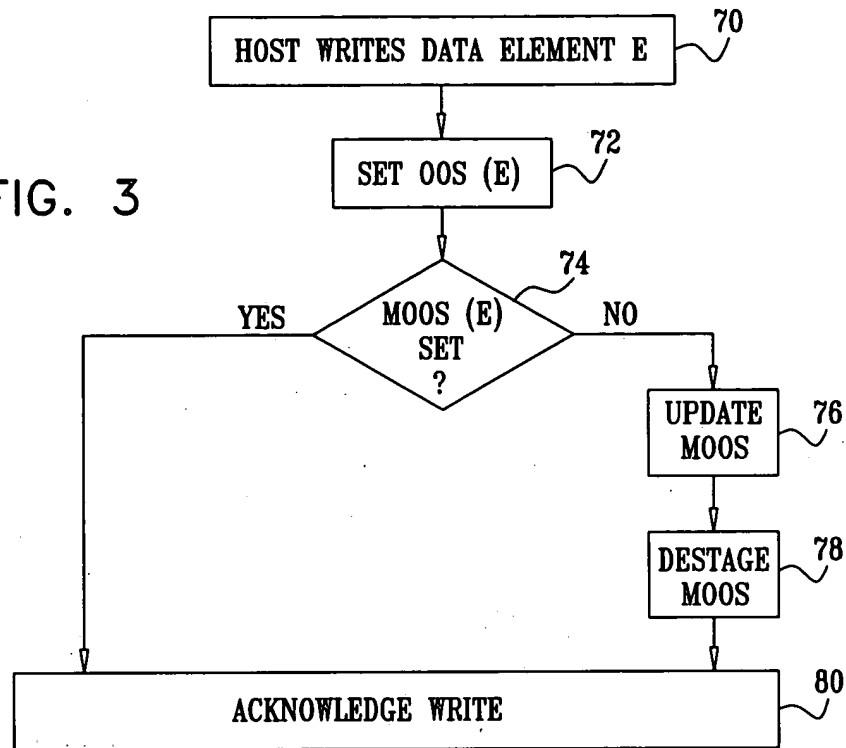 HOST WRITES DATA ELEMENT E
70
SET OOS (E)
72
FIG. 3
MOOS (E)
SET
?
74
YES
NO
UPDATE
MOOS
76
DESTAGE
MOOS
78
ACKNOWLEDGE WRITE
80